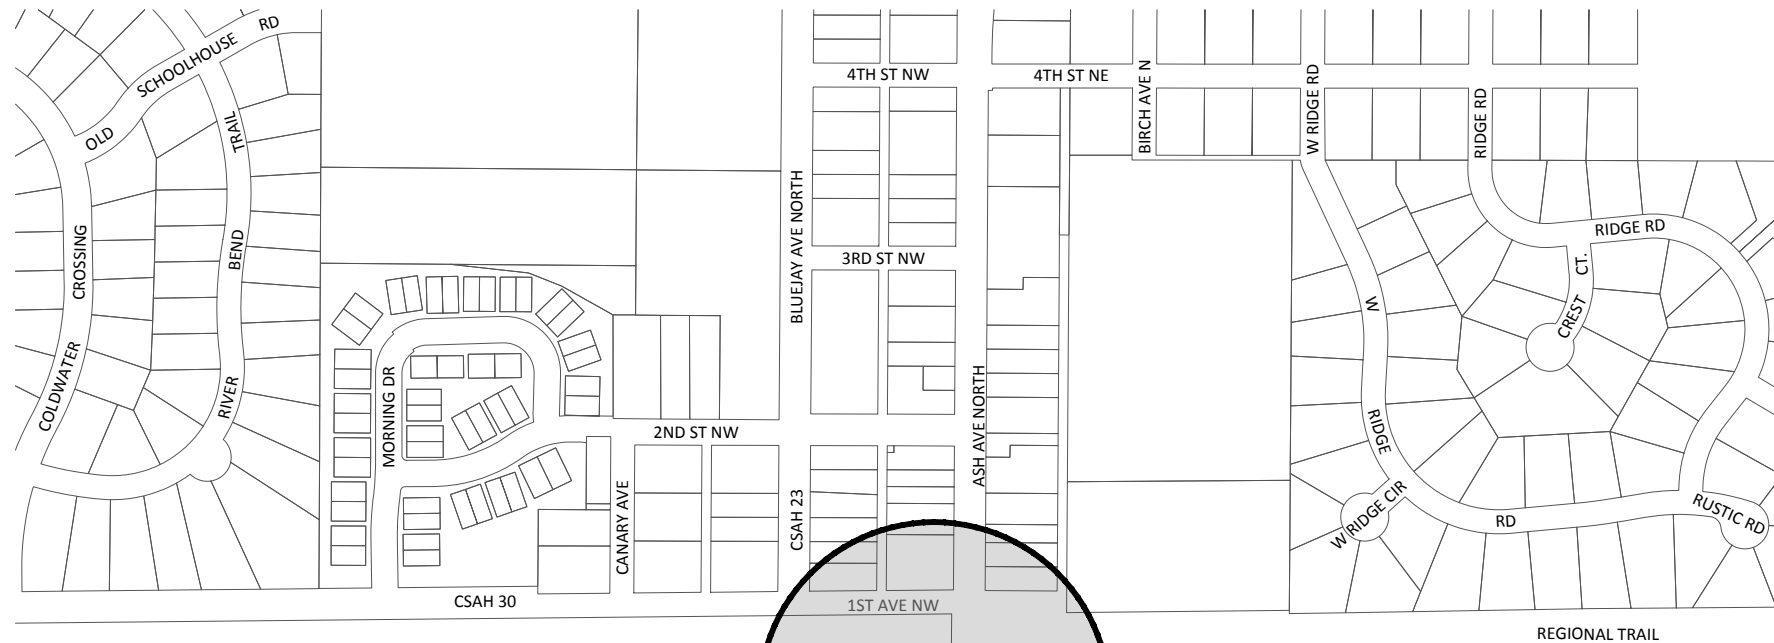 OLD SCHOOLHOUSE RD
4TH ST NW
4TH ST NE
BIRCH AVE N
W RIDGE RD
RIDGE RD
TRAIL
BEND
RIVER
COLDWATER CROSSING
BLUEJAY AVE NORTH
3RD ST NW
RIDGE RD
CREST CT.
W RIDGE RD
MORNING DR
2ND ST NW
ASH AVE NORTH
CANARY AVE
CSAH 23
W RIDGE CIR
RUSTIC RD
CSAH 30
1ST AVE NW
REGIONAL TRAIL